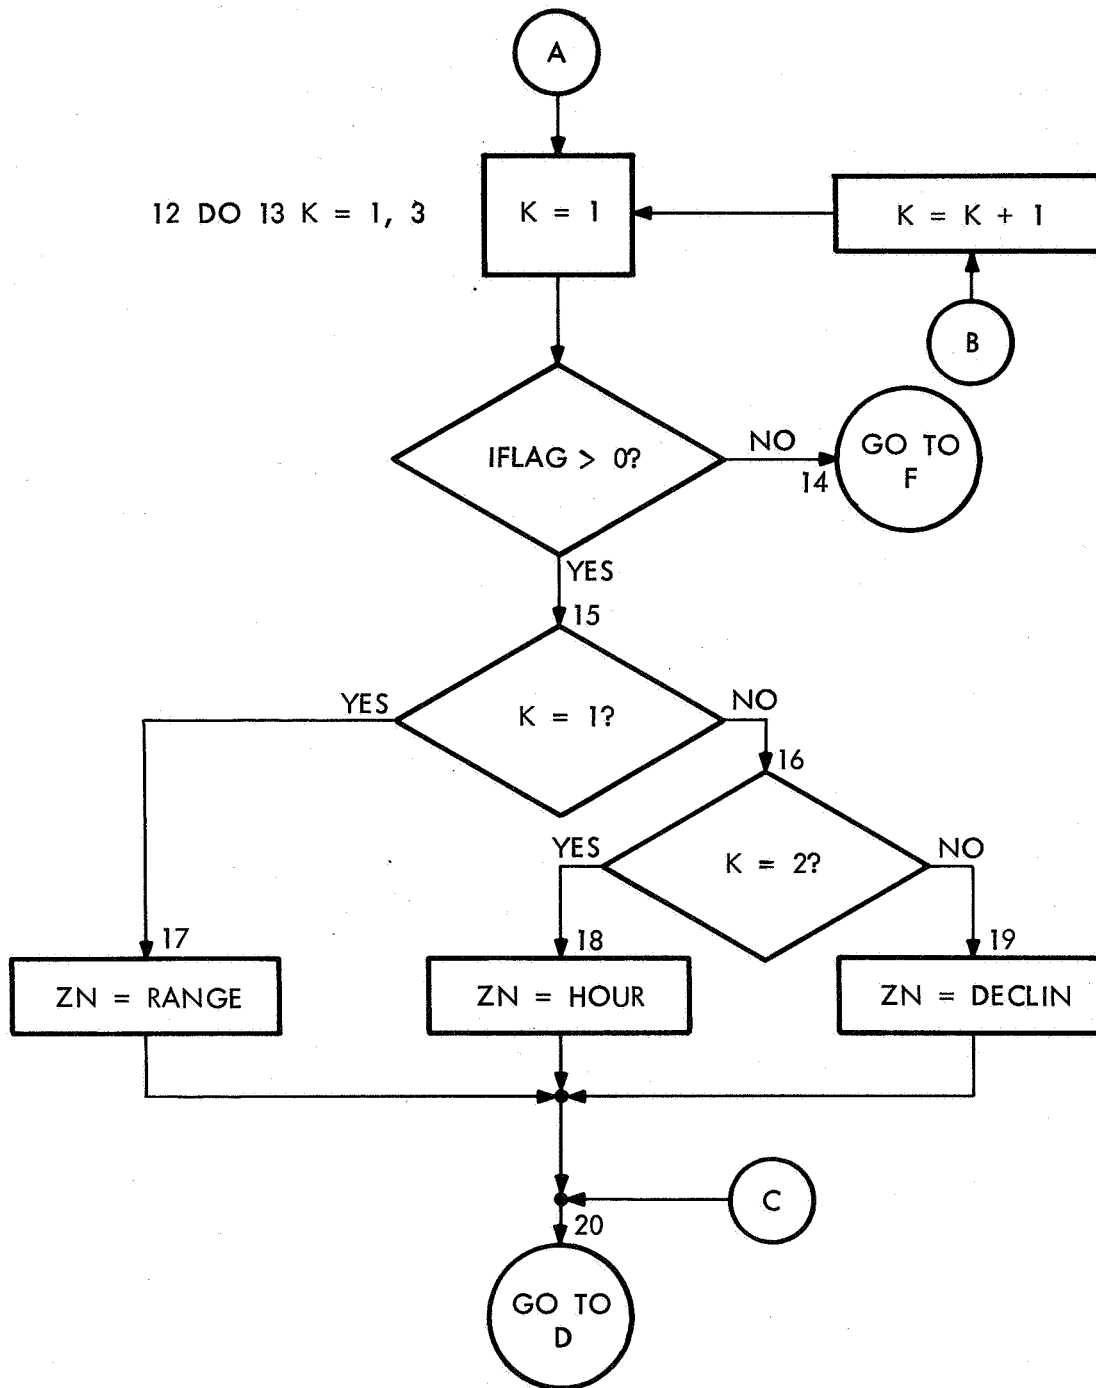 A
12 DO 13 K = 1, 3
K = 1
K = K + 1
B
IFLAG > 0?
NO
14
GO TO
F
YES
15
YES
K = 1?
NO
16
YES
K = 2?
NO
17
18
19
ZN = RANGE
ZN = HOUR
ZN = DECLIN
C
20
GO TO
D